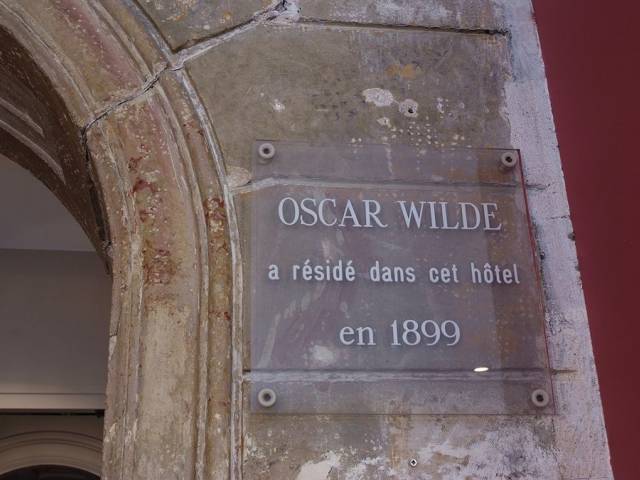 OSCAR WILDE
a résidé dans cet hôtel
en 1899